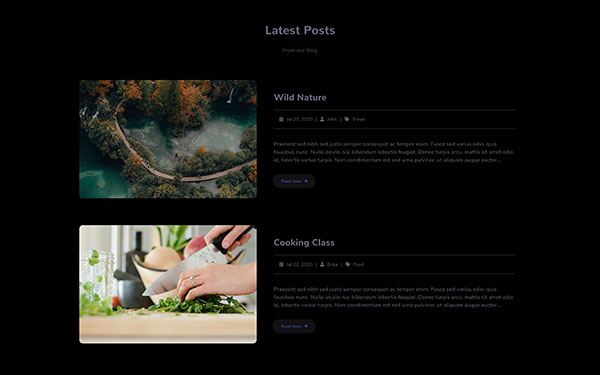 Latest Posts
From our Blog
Wild Nature
Jul 22, 2020 | John | Travel
Praesent sed nibh sed justo semper consequat ac tempor enim. Fusce sed varius odio, quis
faucibus nunc. Nulla iaculis nisi bibendum lobortis feugiat. Donec turpis arcu, mattis sit amet odio
id, lobortis varius turpis. Nam condimentum est sed urna pulvinar, ut aliquam augue auctor...
Read More
Cooking Class
Jul 22, 2020 | Erika | Food
Praesent sed nibh sed justo semper consequat ac tempor enim. Fusce sed varius odio, quis
faucibus nunc. Nulla iaculis nisi bibendum lobortis feugiat. Donec turpis arcu, mattis sit amet odio
id, lobortis varius turpis. Nam condimentum est sed urna pulvinar, ut aliquam augue auctor...
Read More